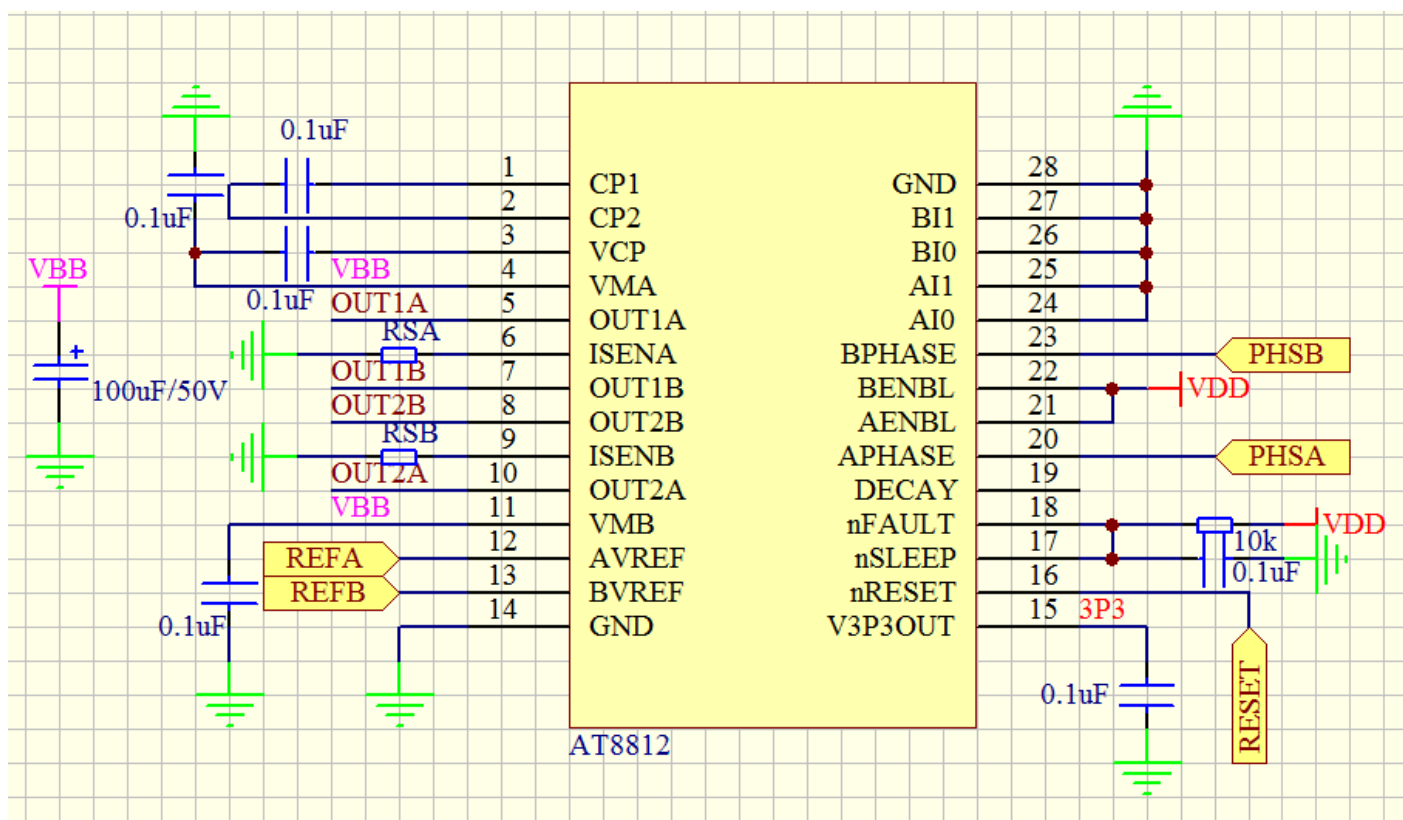 0.1uF
0.1uF
0.1uF
VBB
VBB
100uF/50V
OUT1A
RSA
OUT1B
OUT2B
RSB
OUT2A
VBB
REFA
REFB
0.1uF
1 CP1
2 CP2
3 VCP
4 VMA
5 OUT1A
6 ISENA
7 OUT1B
8 OUT2B
9 ISENB
10 OUT2A
11 VMB
12 AVREF
13 BVREF
14 GND
GND 28
BI1 27
BI0 26
AI1 25
AI0 24
BPHASE 23
BENBL 22
AENBL 21
APHASE 20
DECAY 19
nFAULT 18
nSLEEP 17
nRESET 16
V3P3OUT 15
AT8812
PHSB
VDD
PHSA
VDD
10k
0.1uF
3P3
0.1uF
RESET